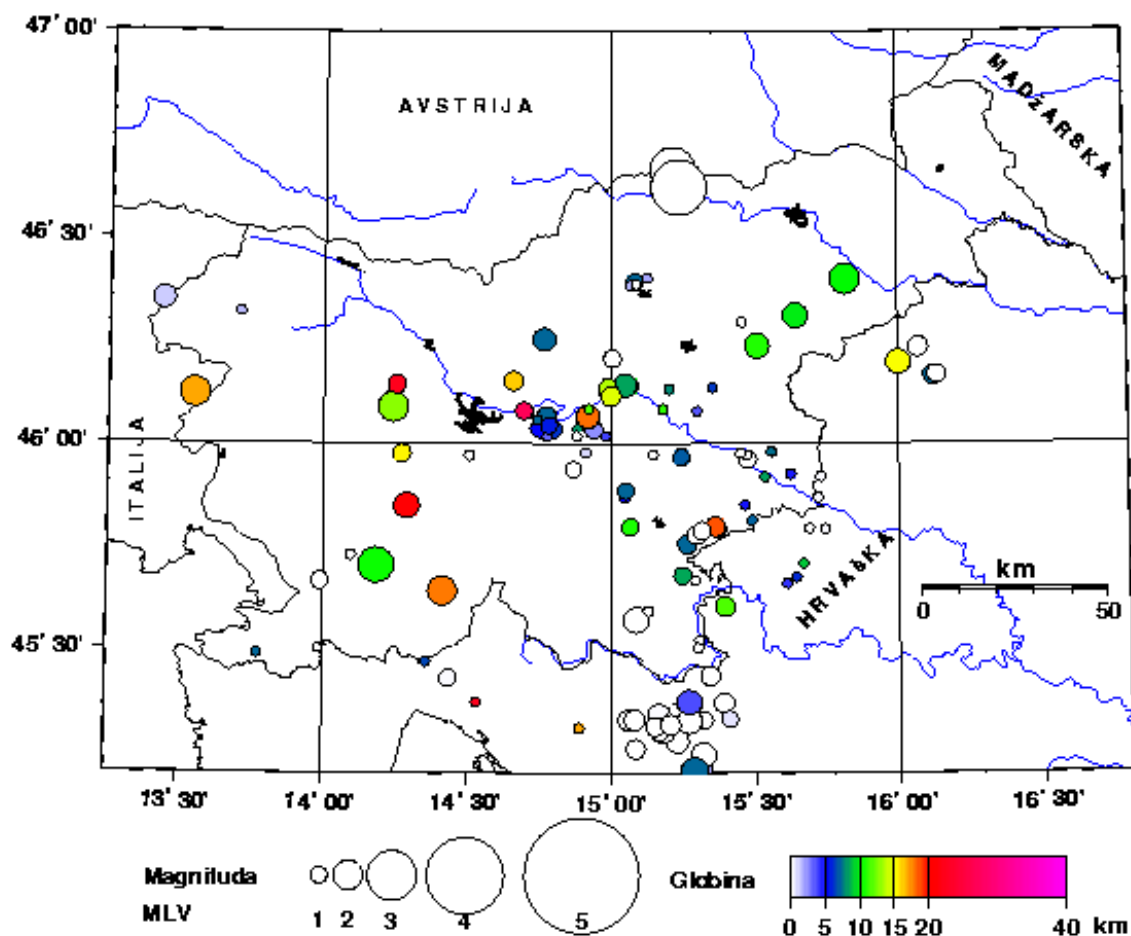 47° 00'
AVSTRIJA
MADŽARSKA
46° 30'
46° 00'
ITALIJA
HRVAŠKA
km
0 50
45° 30'
13° 30' 14° 00' 14° 30' 15° 00' 15° 30' 16° 00' 16° 30'
Magnituda
Globina
MLV
1 2 3 4 5
0 5 10 15 20 40 km